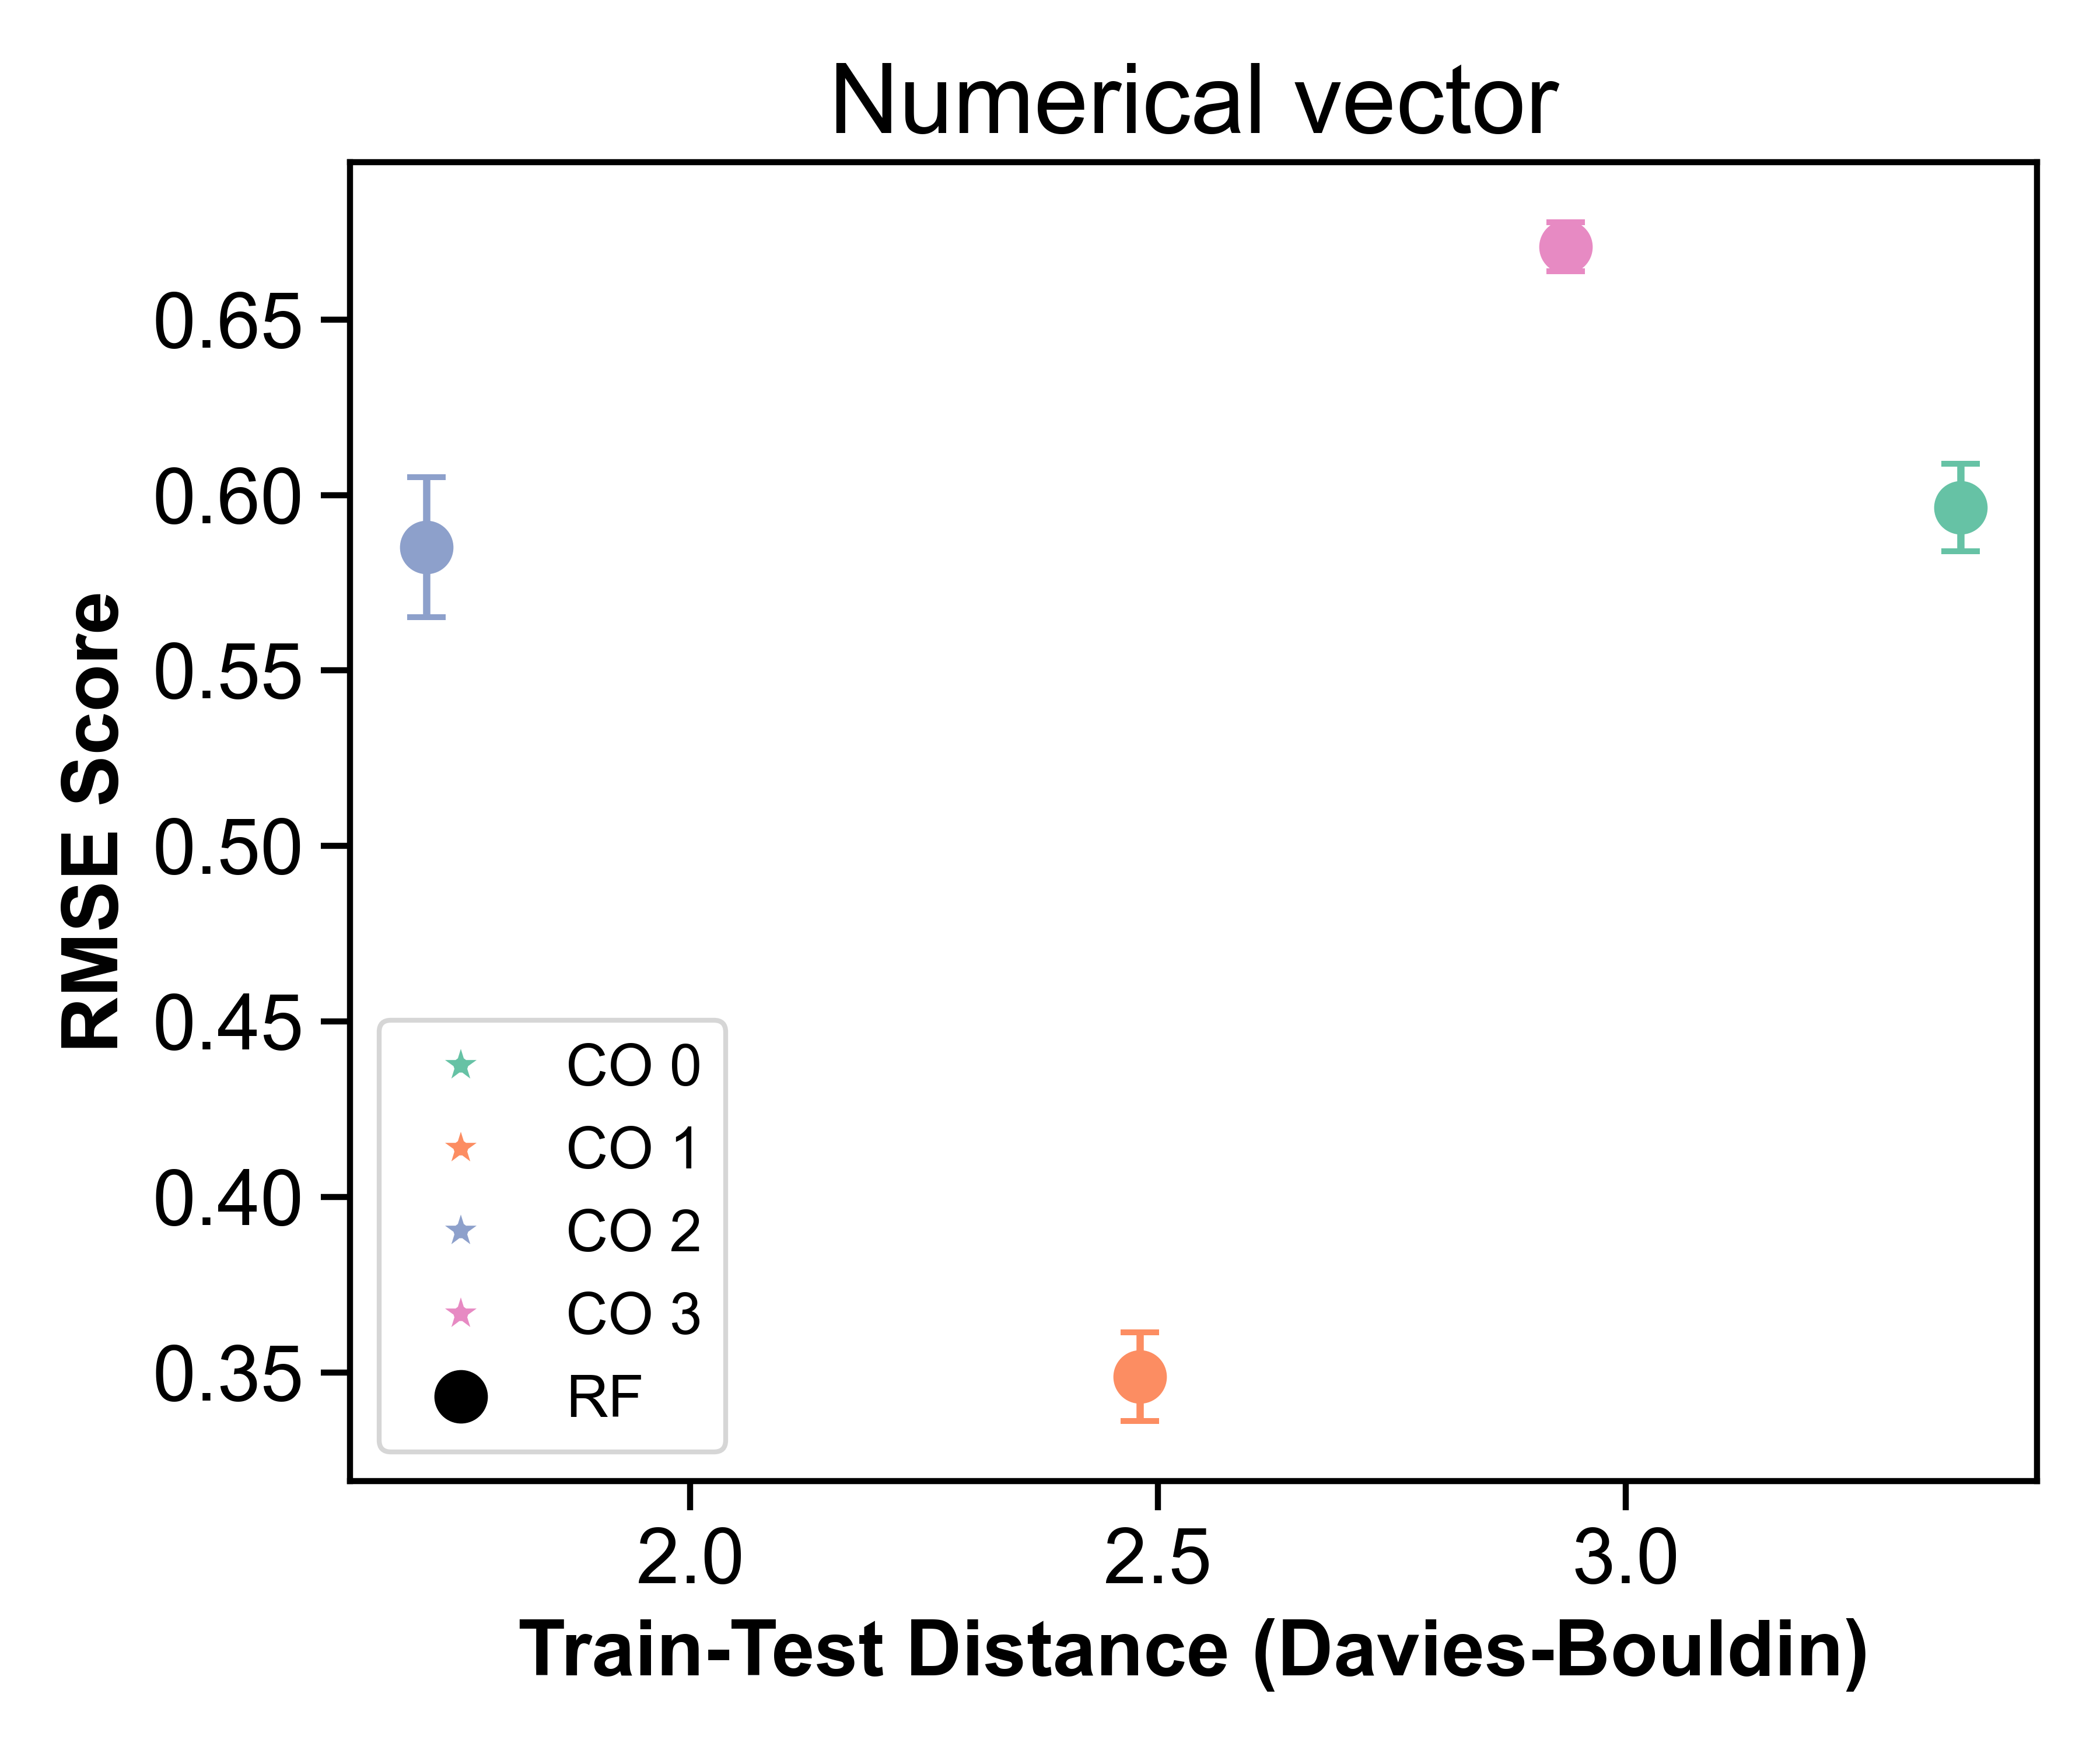 Numerical vector
RMSE Score
0.65
0.60
0.55
0.50
0.45
0.40
0.35
CO 0
CO 1
CO 2
CO 3
RF
2.0 2.5 3.0
Train-Test Distance (Davies-Bouldin)